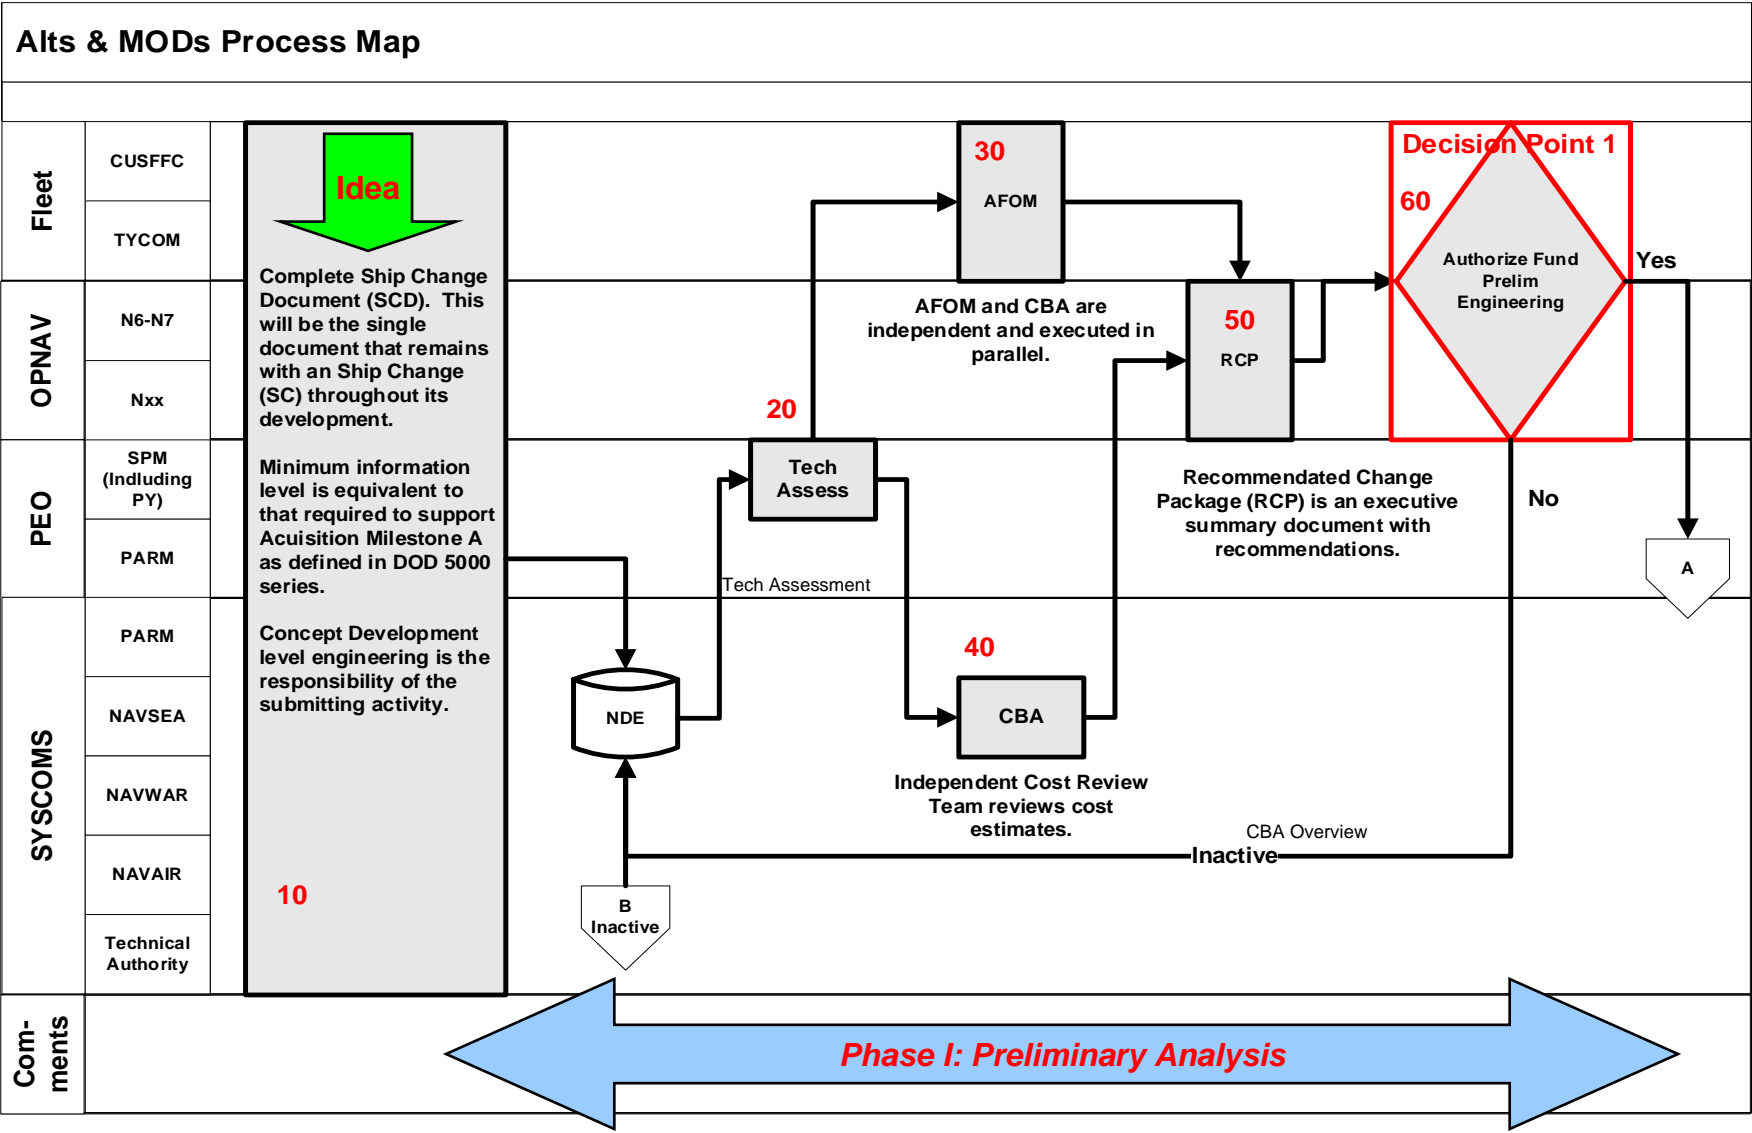 Alts & MODs Process Map
Fleet
CUSFFC
TYCOM
OPNAV
N6-N7
Nxx
PEO
SPM
(Indluding
PY)
PARM
SYSCOMS
PARM
NAVSEA
NAVWAR
NAVAIR
Technical
Authority
Com-
ments
Idea
Complete Ship Change
Document (SCD).  This
will be the single
document that remains
with an Ship Change
(SC) throughout its
development.
Minimum information
level is equivalent to
that required to support
Acuisition Milestone A
as defined in DOD 5000
series.
Concept Development
level engineering is the
responsibility of the
submitting activity.
10
NDE
B
Inactive
20
Tech
Assess
Tech Assessment
30
AFOM
AFOM and CBA are
independent and executed in
parallel.
40
CBA
Independent Cost Review
Team reviews cost
estimates.
CBA Overview
Inactive
50
RCP
Recommendated Change
Package (RCP) is an executive
summary document with
recommendations.
Decision Point 1
60
Authorize Fund
Prelim
Engineering
Yes
No
A
Phase I: Preliminary Analysis